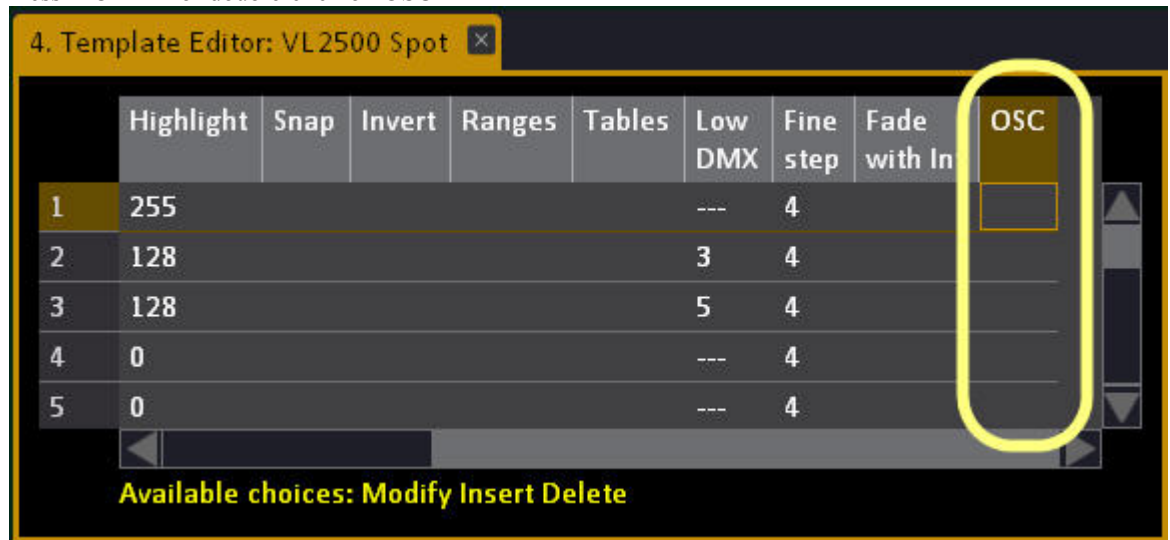 4. Template Editor: VL2500 Spot
Highlight Snap Invert Ranges Tables Low DMX Fine step Fade with In OSC
1 255 --- 4
2 128 3 4
3 128 5 4
4 0 --- 4
5 0 --- 4
Available choices: Modify Insert Delete